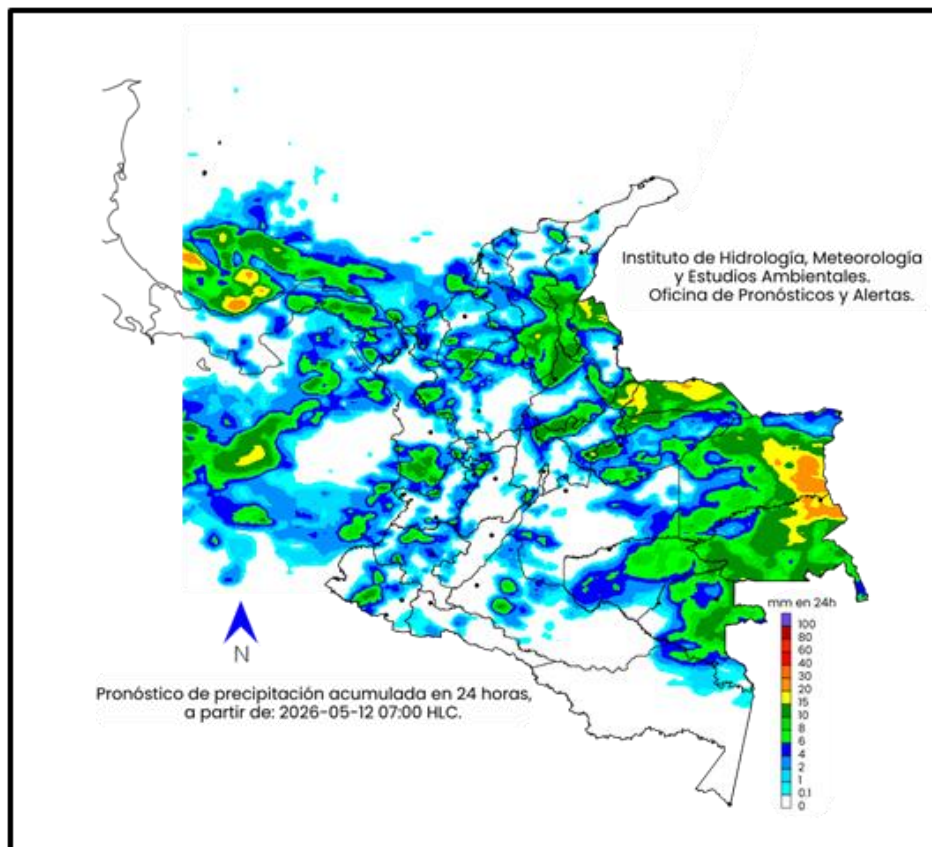 Instituto de Hidrología, Meteorología
y Estudios Ambientales.
Oficina de Pronósticos y Alertas.
mm en 24h
100
80
60
40
30
20
15
10
8
6
4
2
1
0.1
0
N
Pronóstico de precipitación acumulada en 24 horas,
a partir de: 2026-05-12 07:00 HLC.